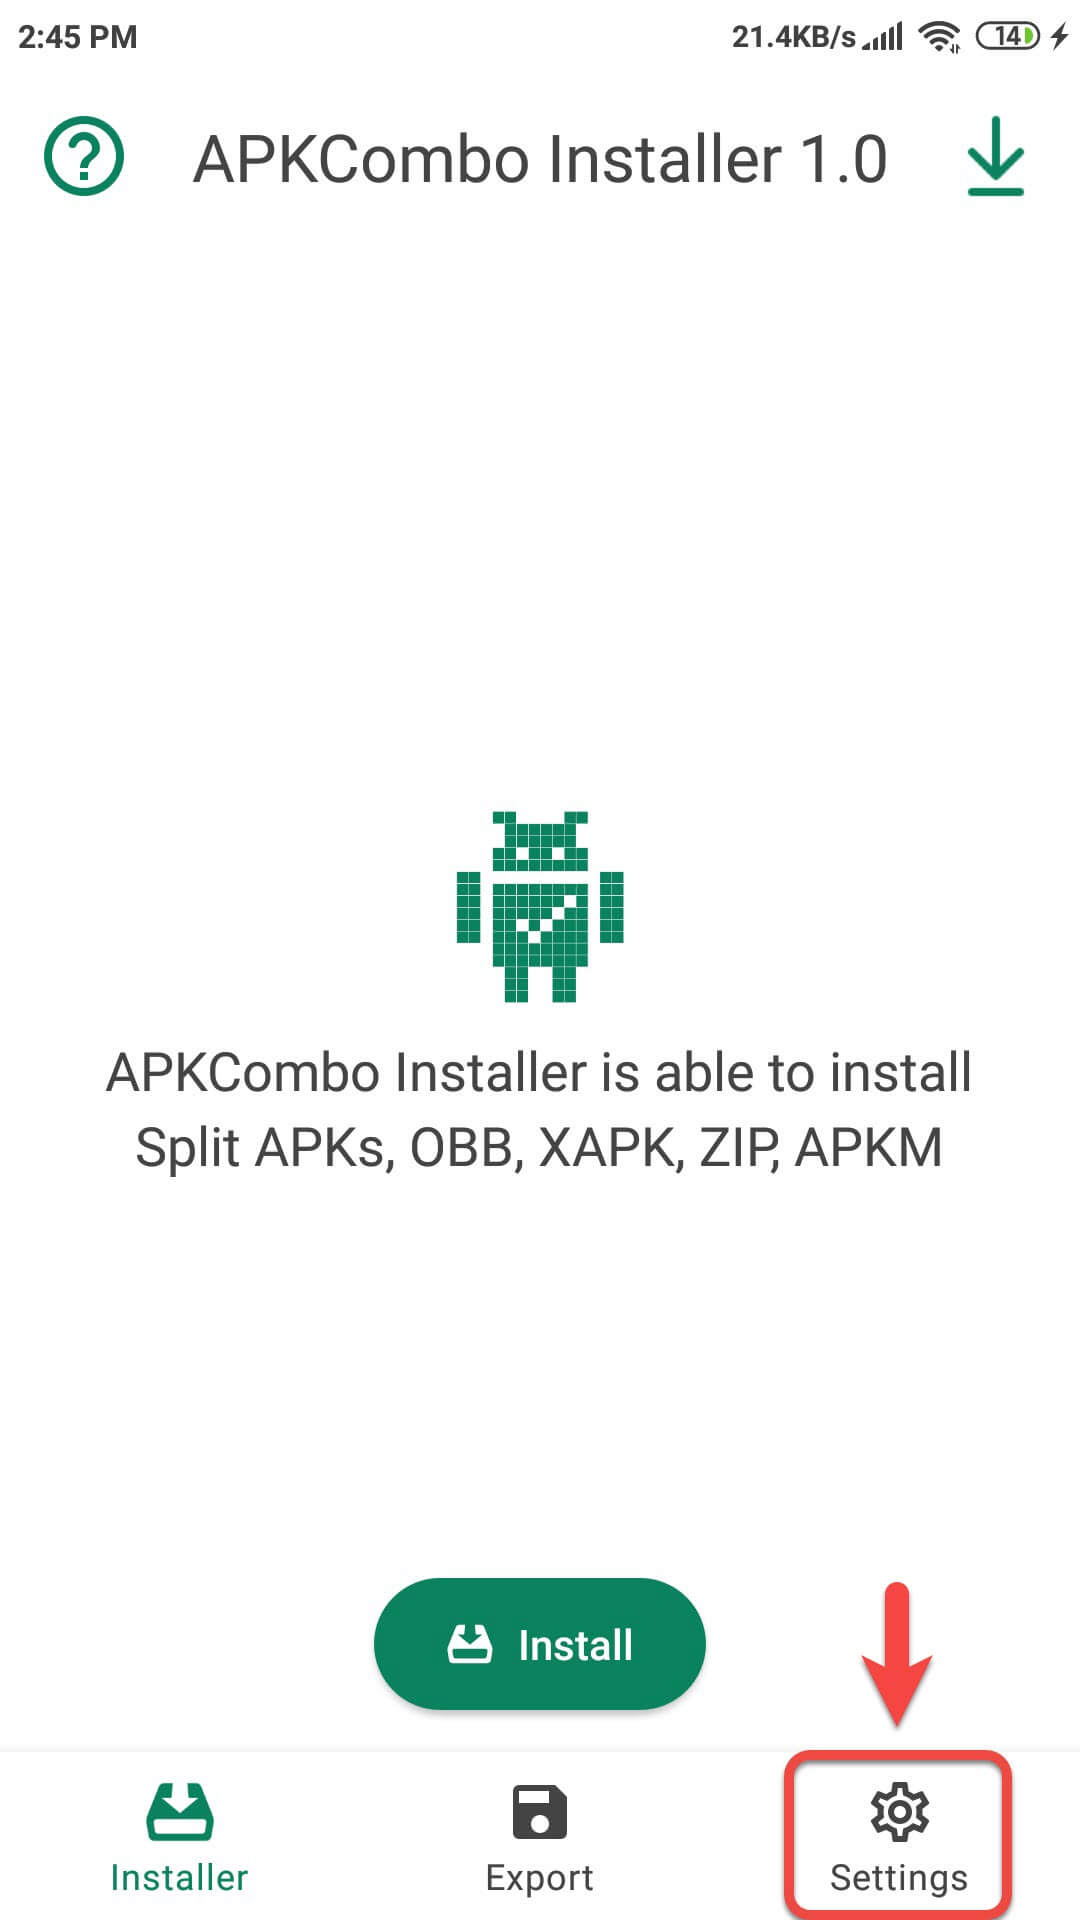 2:45 PM
21.4KB/s
14
APKCombo Installer 1.0
APKCombo Installer is able to install
Split APKs, OBB, XAPK, ZIP, APKM
Install
Installer
Export
Settings